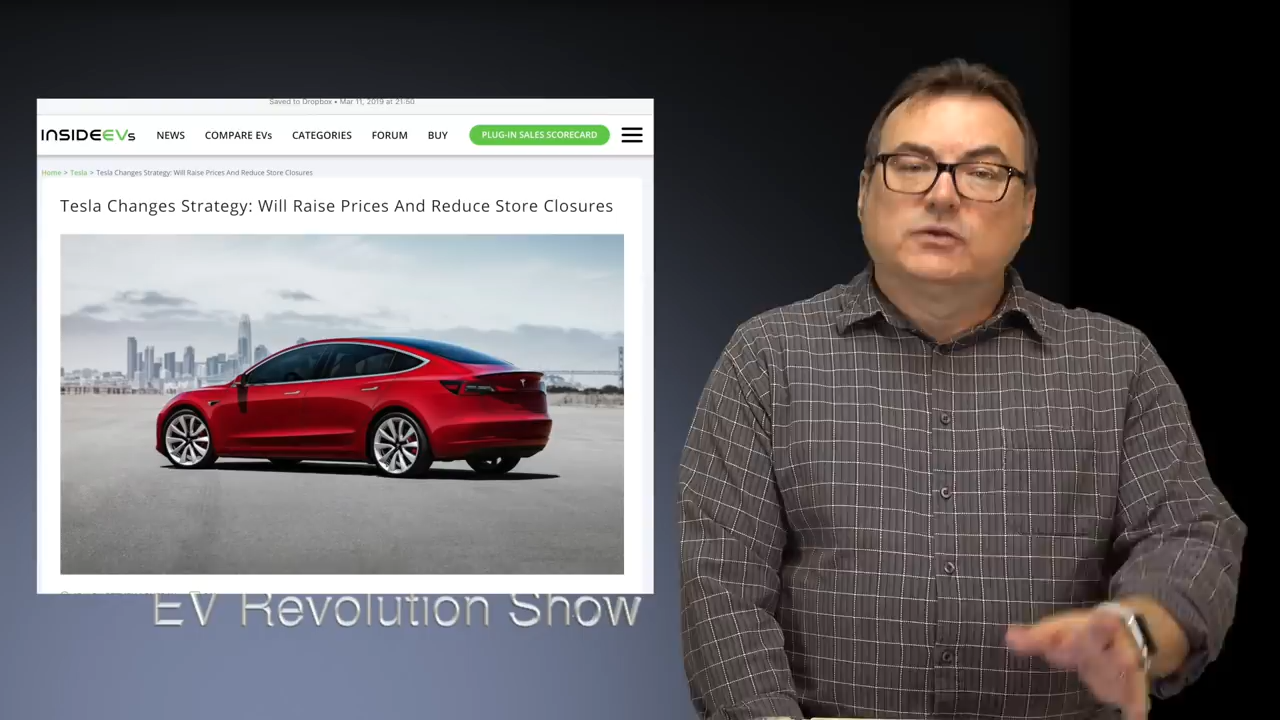 Saved to Dropbox • Mar 11, 2019 at 21:50
INSIDEEVs NEWS COMPARE EVs CATEGORIES FORUM BUY PLUG-IN SALES SCORECARD
Home > Tesla > Tesla Changes Strategy: Will Raise Prices And Reduce Store Closures
Tesla Changes Strategy: Will Raise Prices And Reduce Store Closures
EV Revolution Show